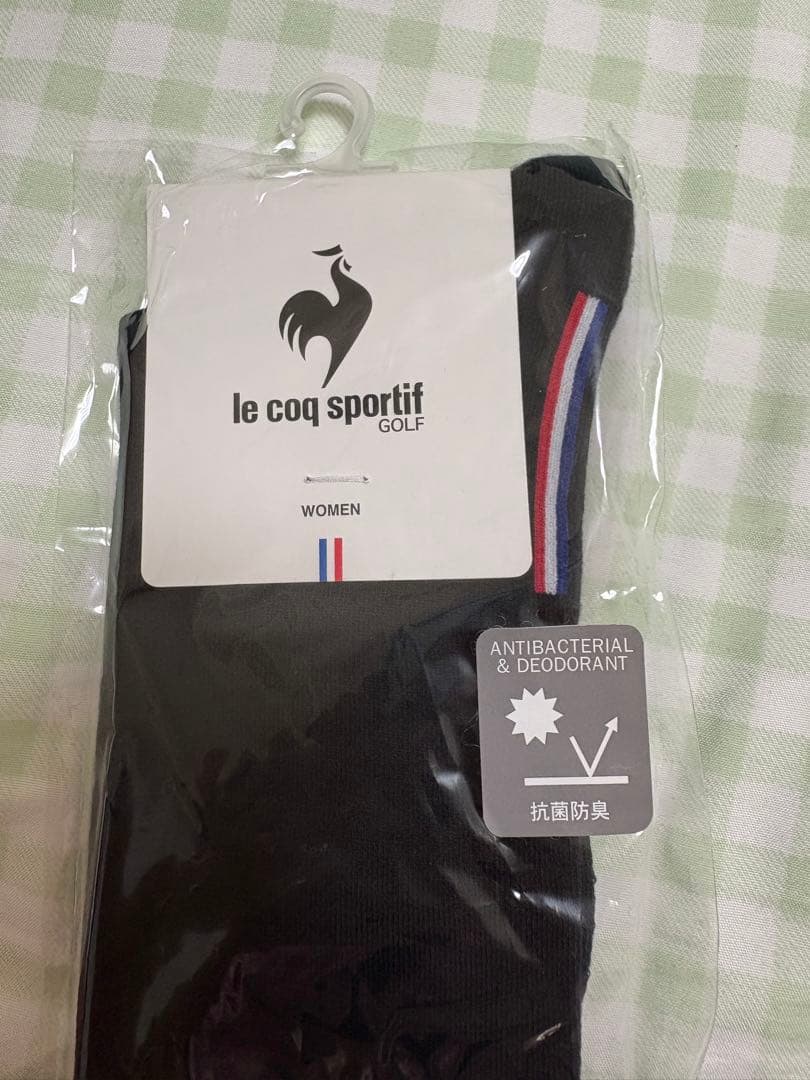 le coq sportif
GOLF
WOMEN
ANTIBACTERIAL
& DEODORANT
抗菌防臭